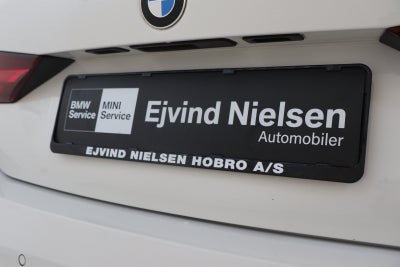 BMW
Service
MINI
Service
Ejvind Nielsen
Automobiler
EJVIND NIELSEN HOBRO A/S